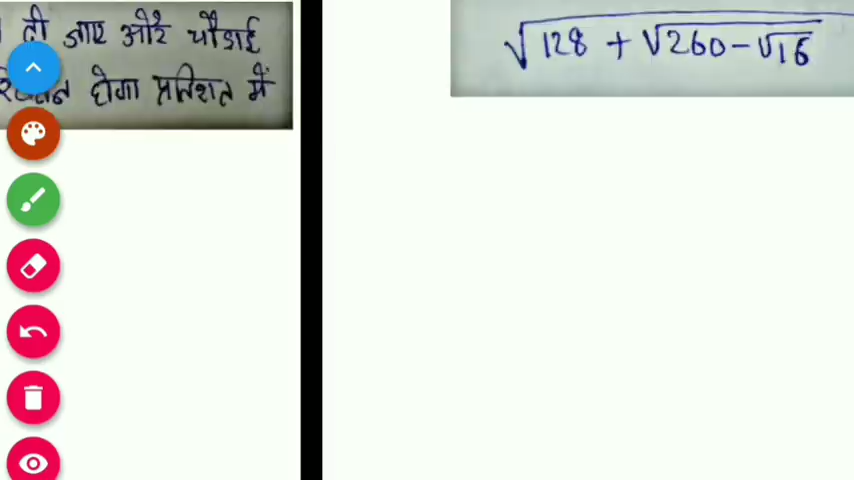 दी जाए और चौडाई
होगा प्रतिशत में
√128 + √260 - √16